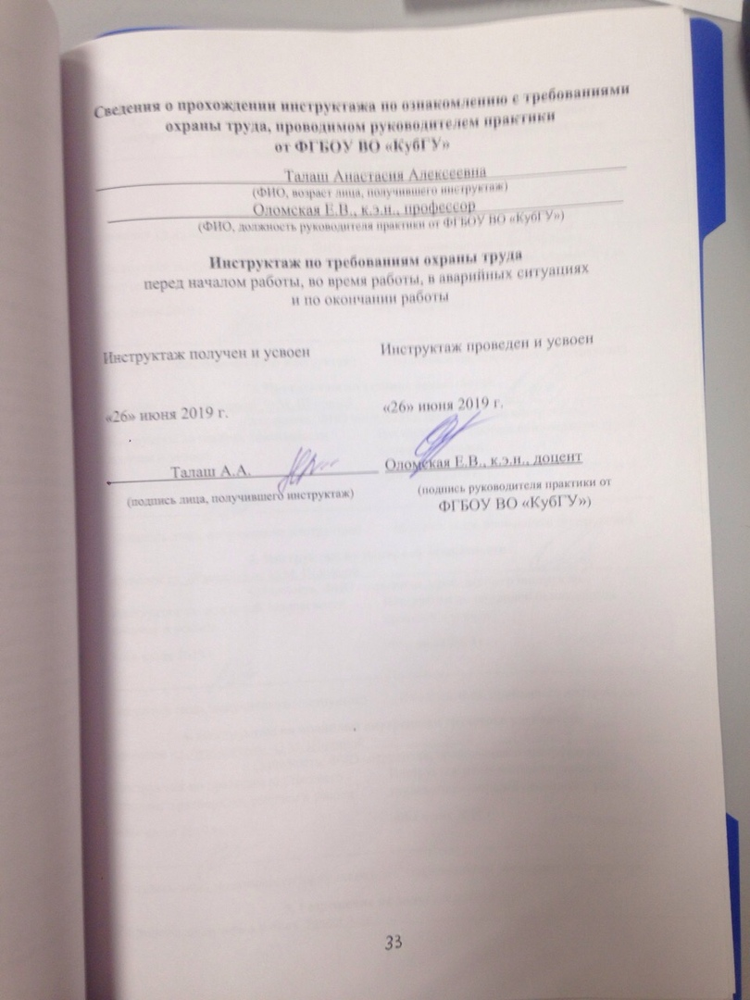 Сведения о прохождении инструктажа по ознакомлению с требованиями
охраны труда, проводимом руководителем практики
от ФГБОУ ВО «КубГУ»
Талаш Анастасия Алексеевна
(ФИО, возраст лица, получившего инструктаж)
Оломская Е.В., к.э.н., профессор
(ФИО, должность руководителя практики от ФГБОУ ВО «КубГУ»)
Инструктаж по требованиям охраны труда
перед началом работы, во время работы, в аварийных ситуациях
и по окончании работы
Инструктаж получен и усвоен
«26» июня 2019 г.
Талаш А.А.
(подпись лица, получившего инструктаж)
Инструктаж проведен и усвоен
«26» июня 2019 г.
Оломская Е.В., к.э.н., доцент
(подпись руководителя практики от
ФГБОУ ВО «КубГУ»)
33